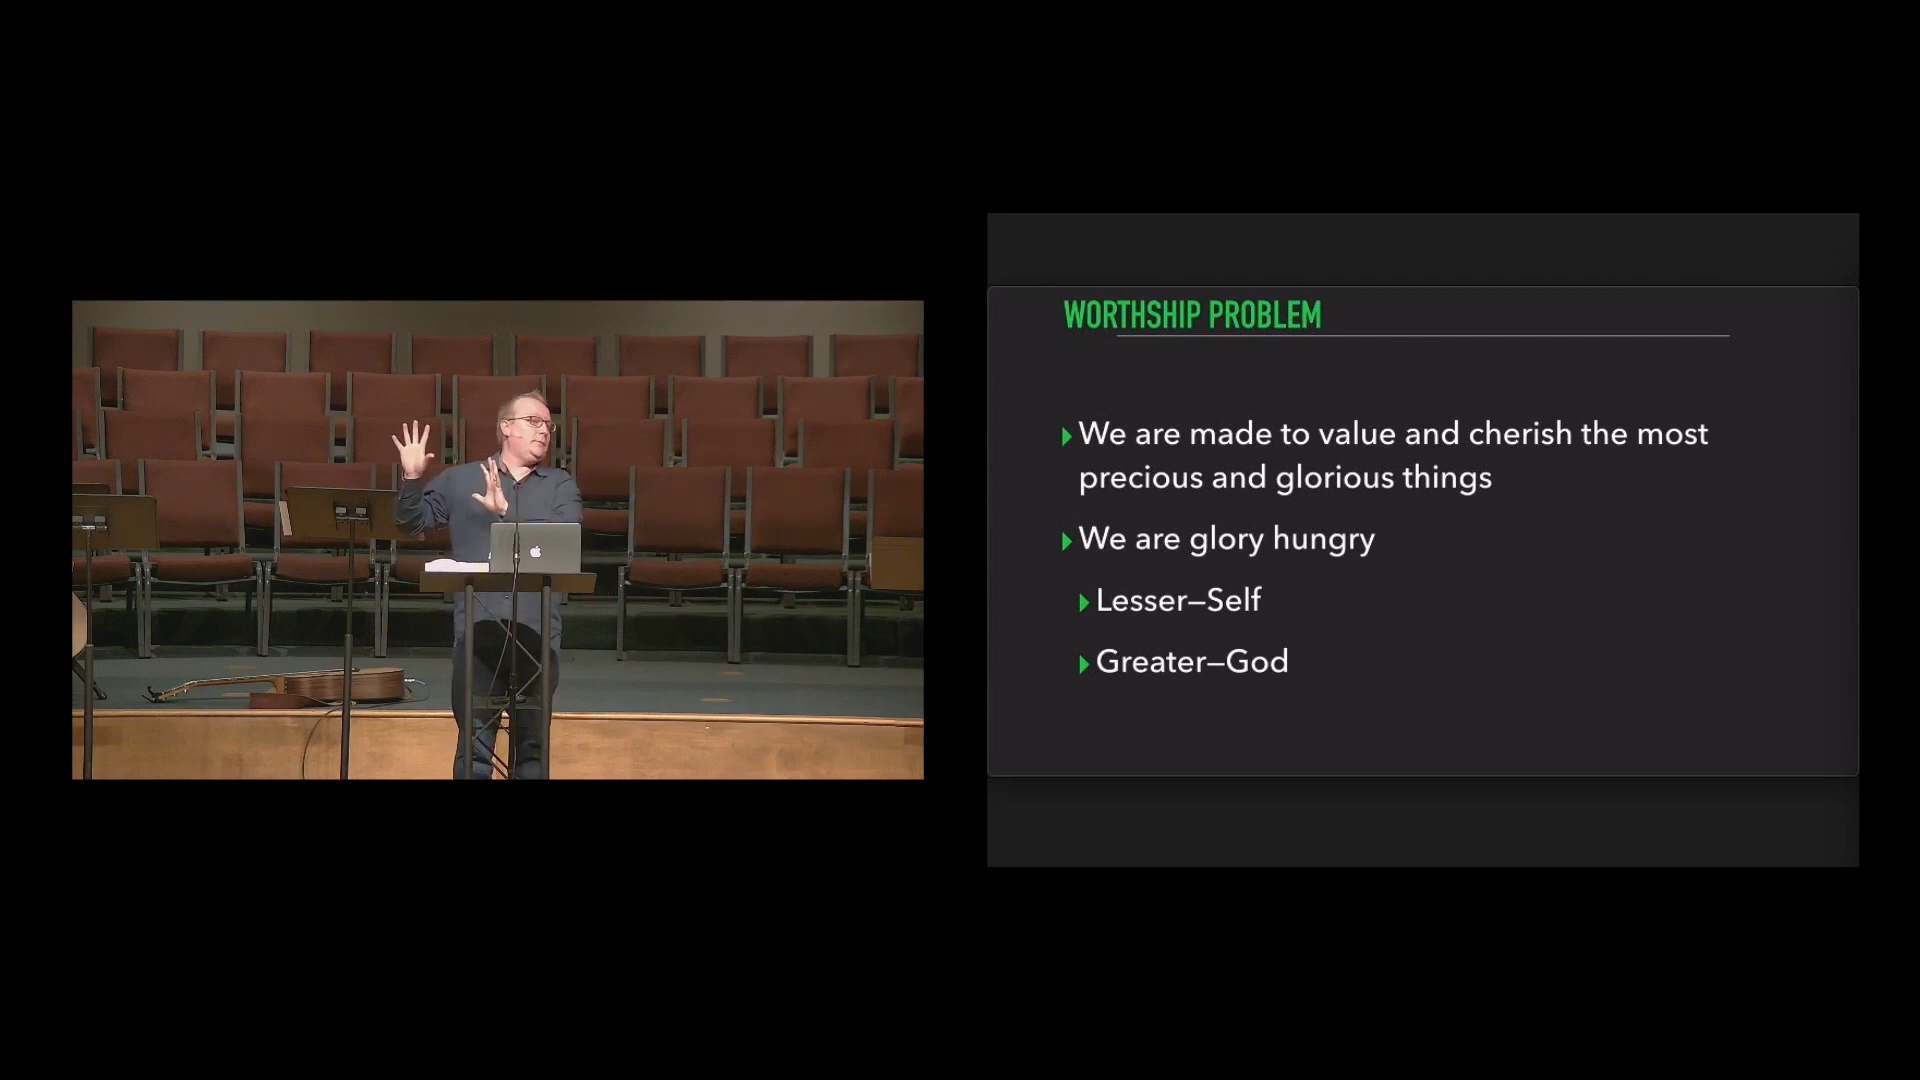 WORTHSHIP PROBLEM
We are made to value and cherish the most
precious and glorious things
We are glory hungry
Lesser—Self
Greater—God